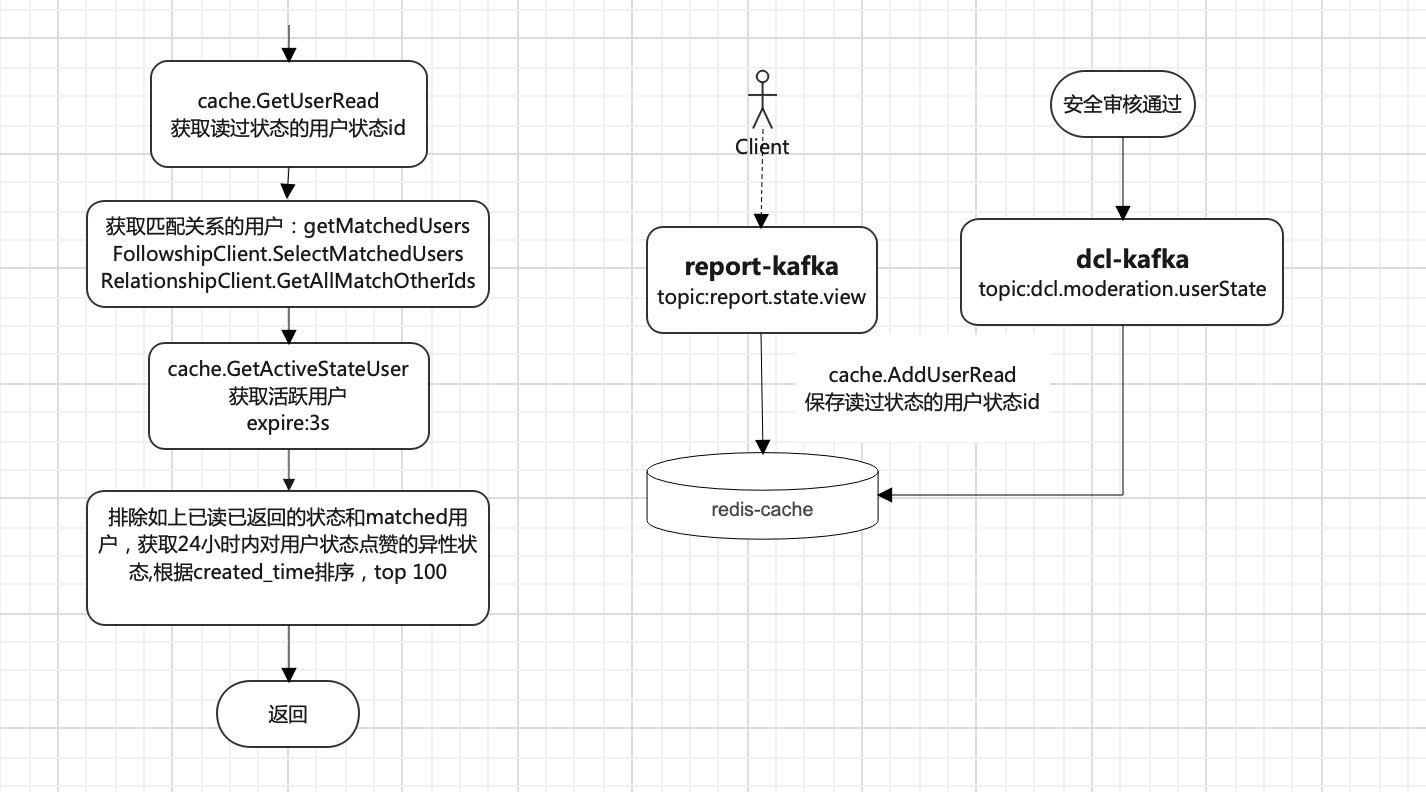 cache.GetUserRead
获取读过状态的用户状态id
获取匹配关系的用户：getMatchedUsers
FollowshipClient.SelectMatchedUsers
RelationshipClient.GetAllMatchOtherIds
cache.GetActiveStateUser
获取活跃用户
expire:3s
排除如上已读已返回的状态和matched用
户，获取24小时内对用户状态点赞的异性状
态,根据created_time排序，top 100
返回
Client
report-kafka
topic:report.state.view
cache.AddUserRead
保存读过状态的用户状态id
redis-cache
安全审核通过
dcl-kafka
topic:dcl.moderation.userState